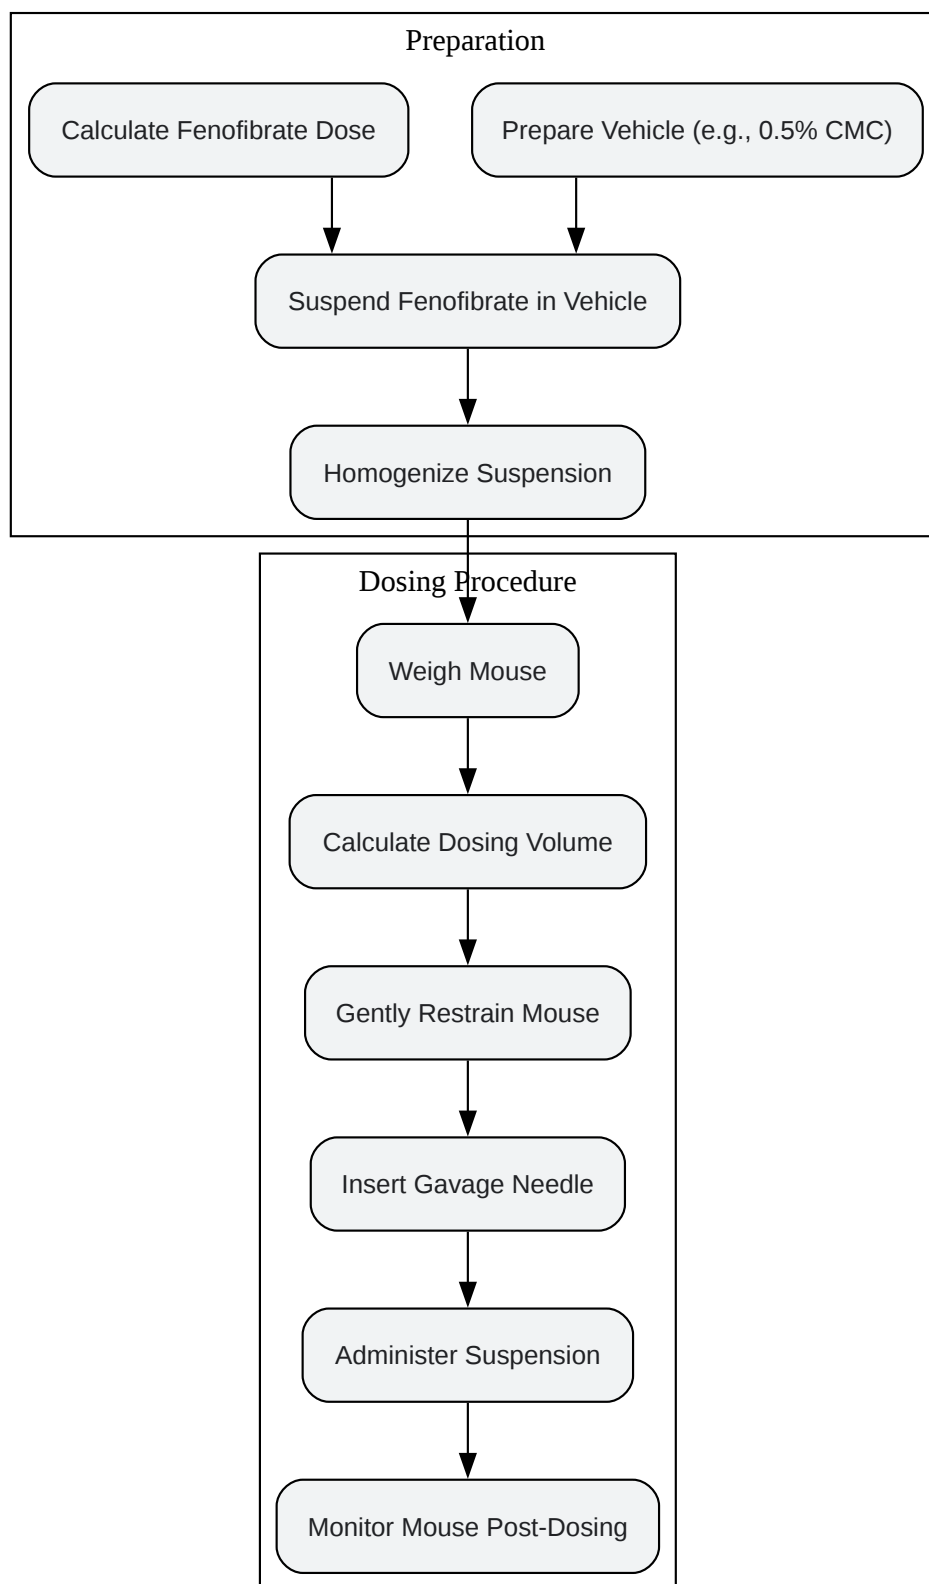 Preparation
Calculate Fenofibrate Dose
Prepare Vehicle (e.g., 0.5% CMC)
Suspend Fenofibrate in Vehicle
Homogenize Suspension
Dosing Procedure
Weigh Mouse
Calculate Dosing Volume
Gently Restrain Mouse
Insert Gavage Needle
Administer Suspension
Monitor Mouse Post-Dosing